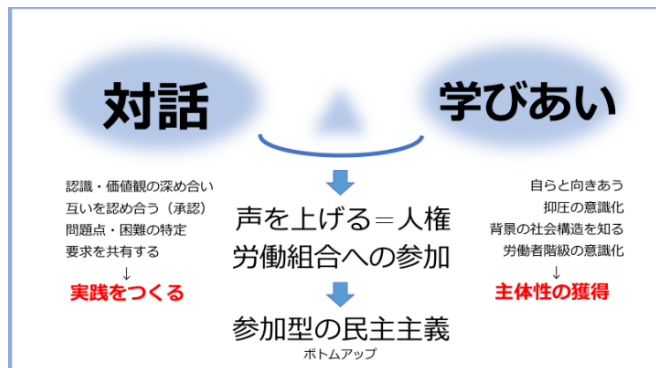 対話
学びあい
認識・価値観の深め合い
互いを認め合う（承認）
問題点・困難の特定
要求を共有する
↓
実践をつくる
声を上げる＝人権
労働組合への参加
参加型の民主主義
ボトムアップ
自らと向きあう
抑圧の意識化
背景の社会構造を知る
労働者階級の意識化
↓
主体性の獲得